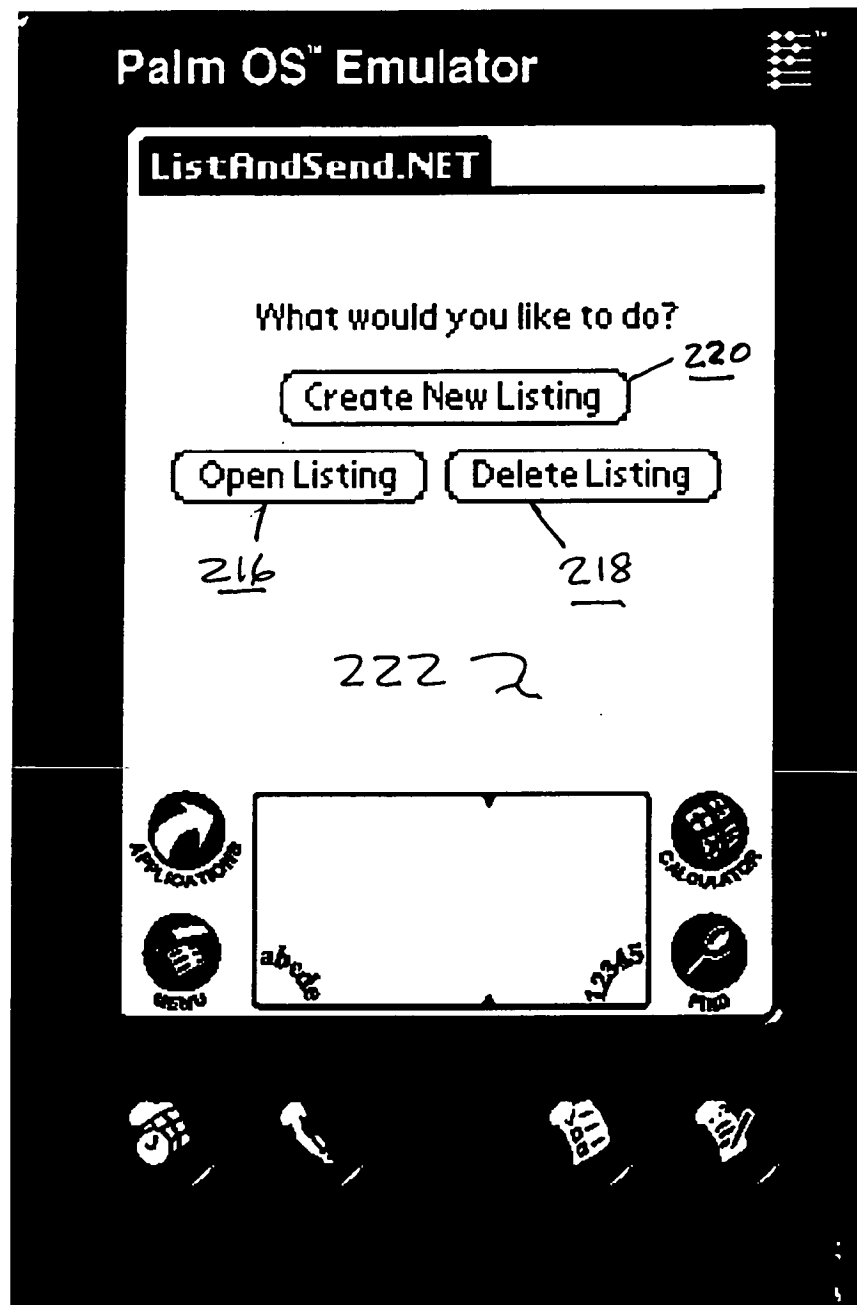 Palm OS™ Emulator ™
ListAndSend.NET
What would you like to do?
220
Create New Listing
Open Listing Delete Listing
216 218
222
APPLICATIONS CALCULATOR
abcde 12345
MENU FIND